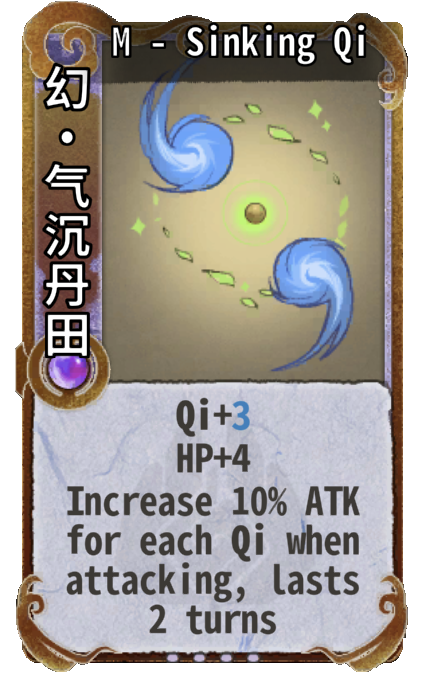 M - Sinking Qi
幻·气沉丹田
Qi+3
HP+4
Increase 10% ATK
for each Qi when
attacking, lasts
2 turns